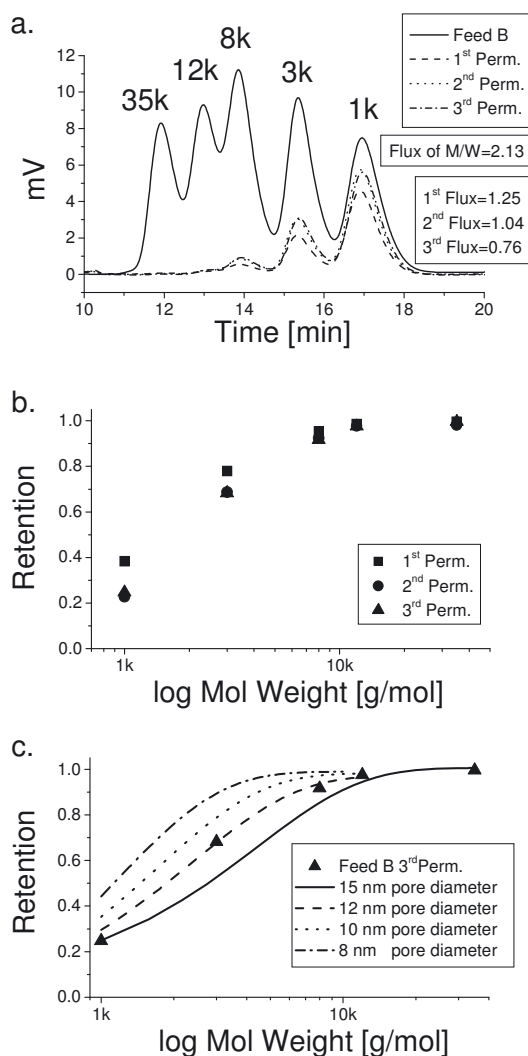 a.
Feed B
1st Perm.
2nd Perm.
3rd Perm.
Flux of M/W=2.13
1st Flux=1.25
2nd Flux=1.04
3rd Flux=0.76
35k
12k
8k
3k
1k
12
10
8
6
4
2
0
mV
10 12 14 16 18 20
Time [min]
b.
1.0
0.8
0.6
0.4
0.2
0.0
Retention
1st Perm.
2nd Perm.
3rd Perm.
1k 10k
log Mol Weight [g/mol]
c.
1.0
0.8
0.6
0.4
0.2
0.0
Retention
Feed B 3rdPerm.
15 nm pore diameter
12 nm pore diameter
10 nm pore diameter
8 nm pore diameter
1k 10k
log Mol Weight [g/mol]